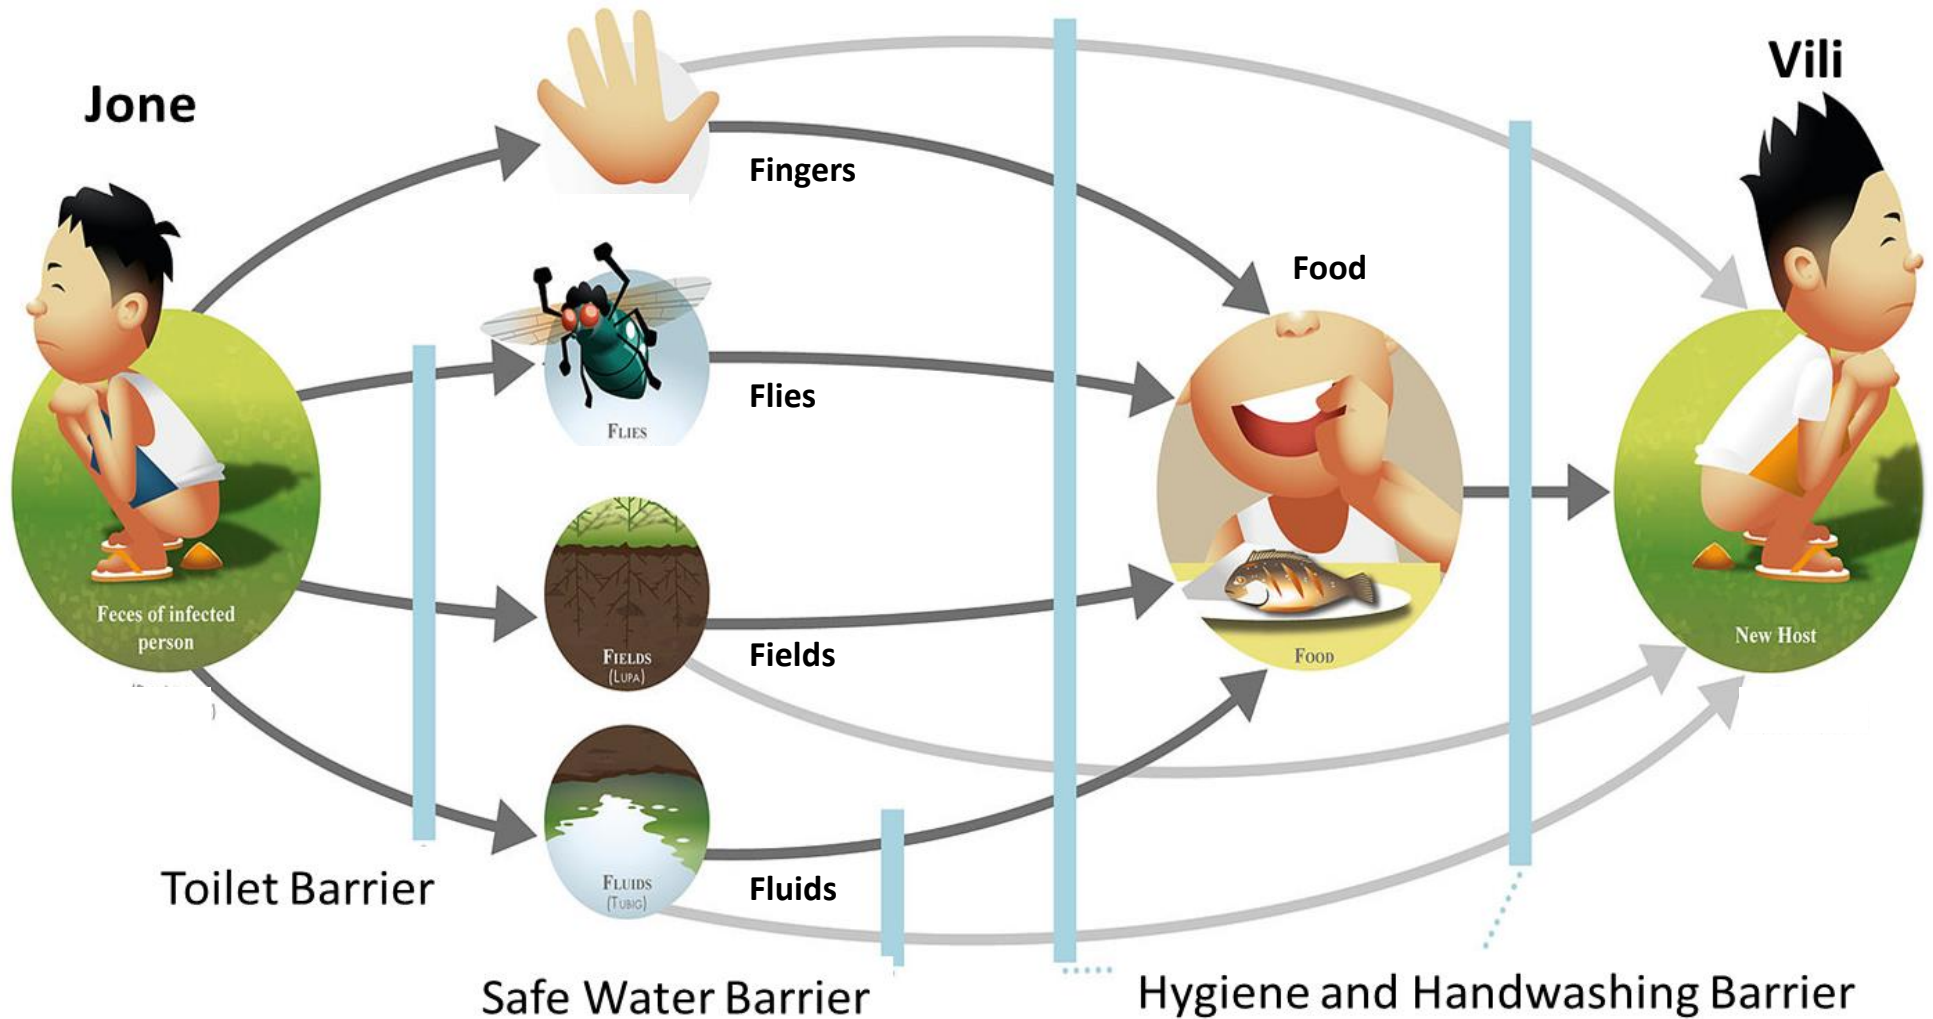 Jone
Vili
Fingers
Food
Flies
FLIES
Feces of infected
person
Fields
FIELDS
(LUPA)
FOOD
New Host
Fluids
FLUIDS
(TUBIG)
)
Toilet Barrier
Safe Water Barrier
Hygiene and Handwashing Barrier